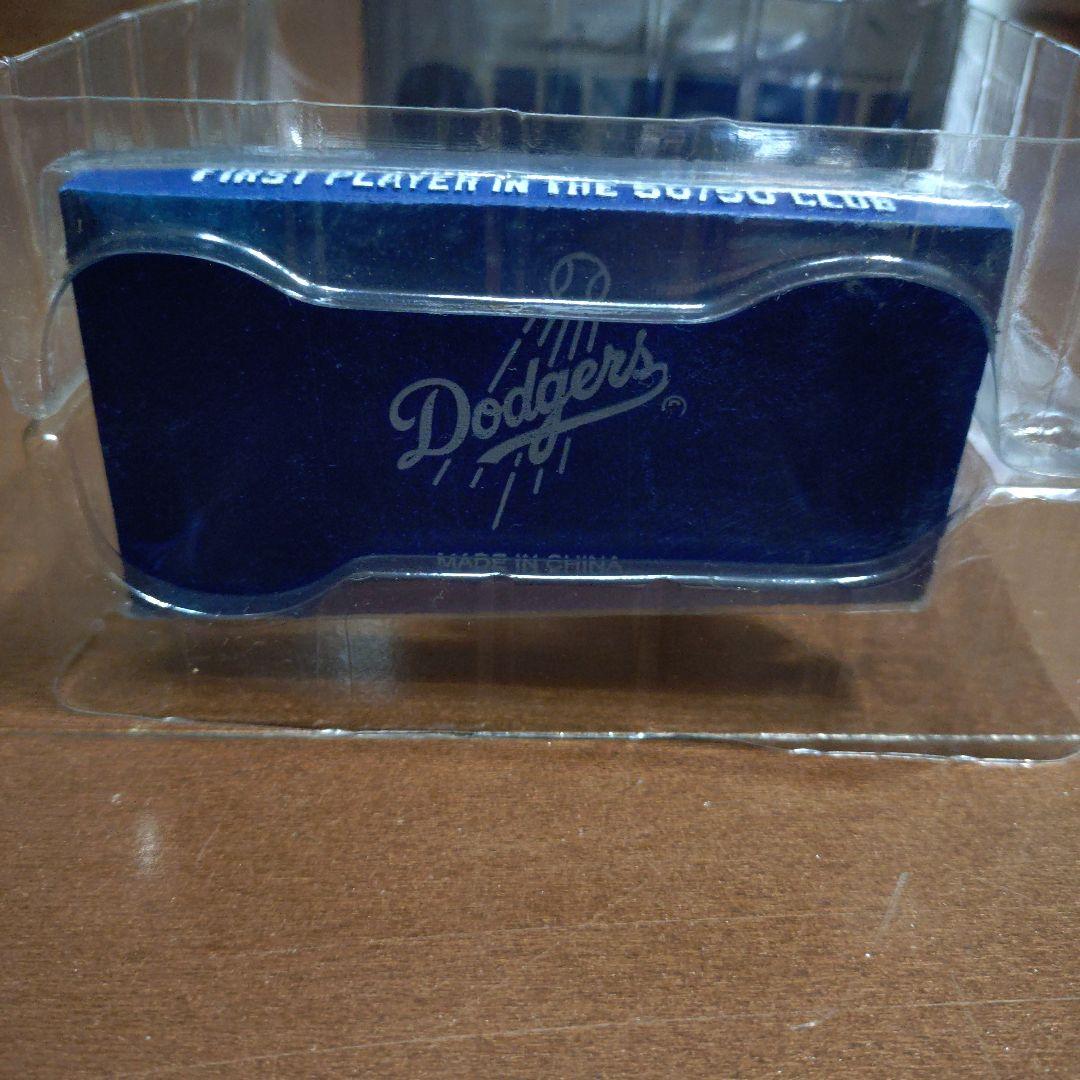 FIRST PLAYER IN THE 50/50 CLUB
Dodgers ®
MADE IN CHINA